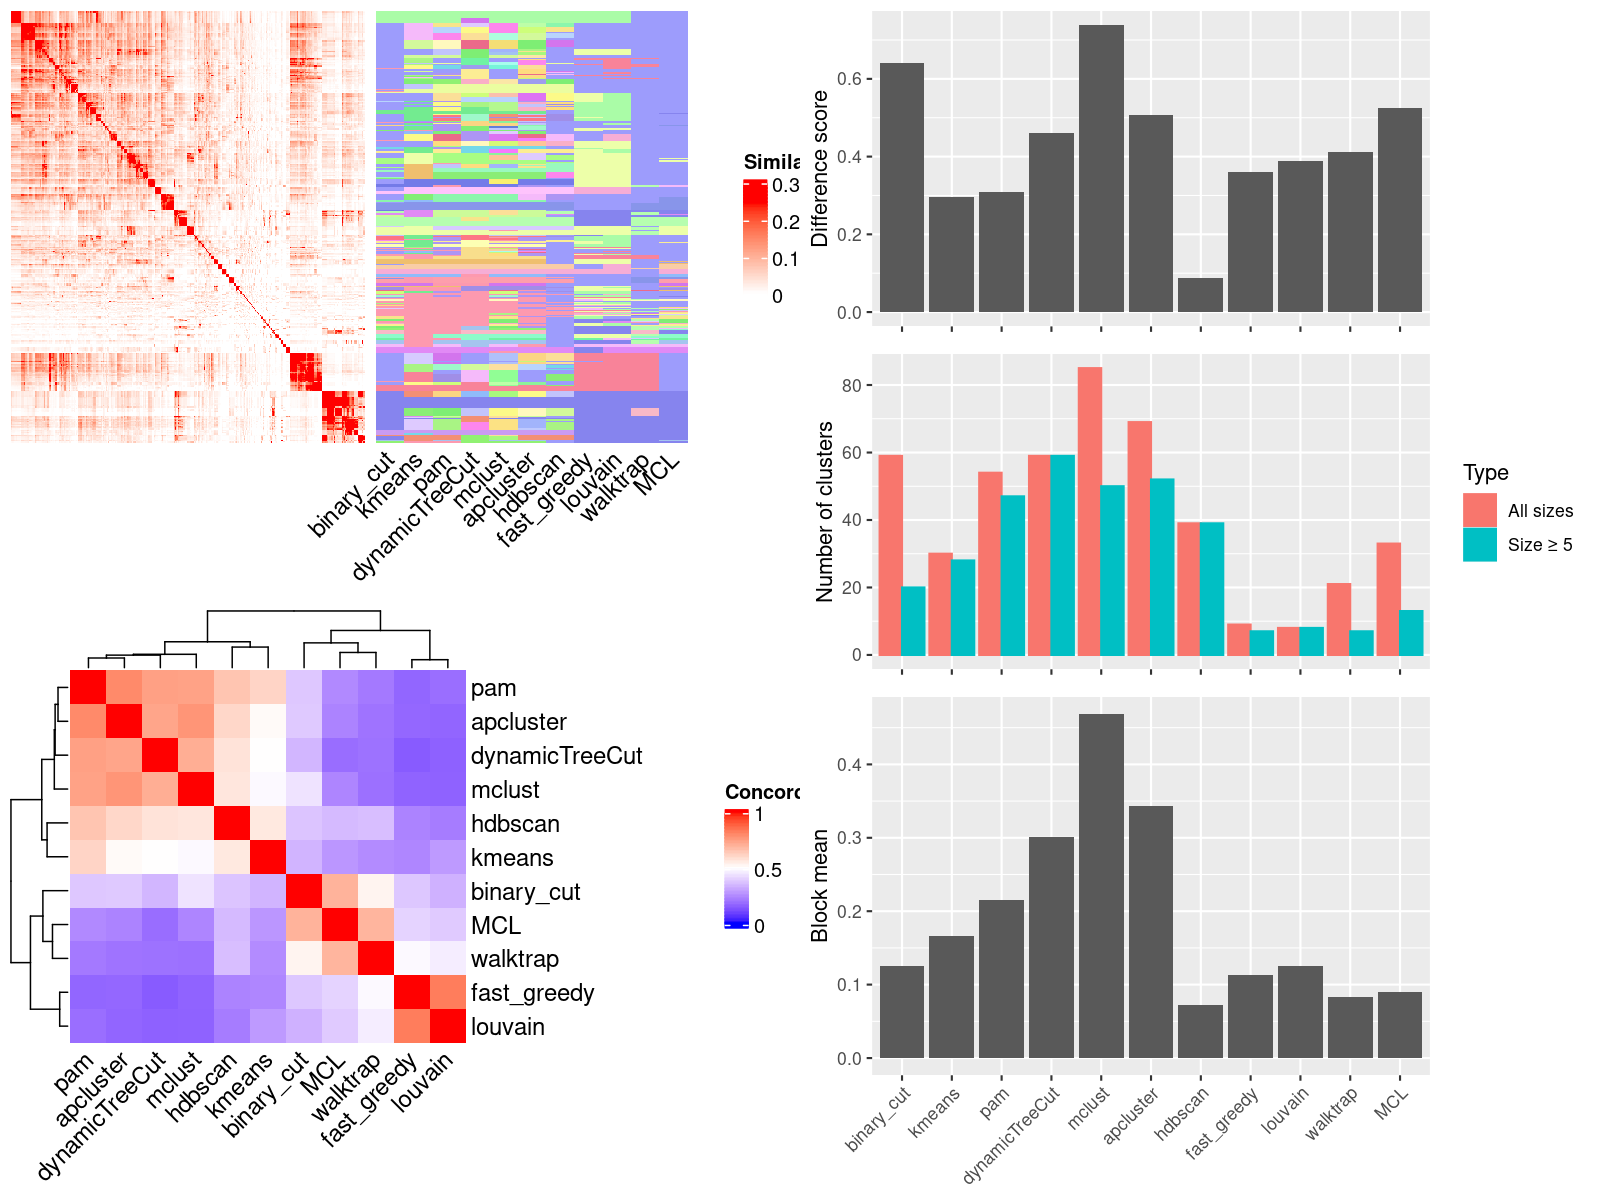 Simila
0.3
0.2
0.1
0
binary_cut
kmeans
pam
dynamicTreeCut
mclust
apcluster
hdbscan
fast_greedy
louvain
walktrap
MCL
pam
apcluster
dynamicTreeCut
mclust
hdbscan
kmeans
binary_cut
MCL
walktrap
fast_greedy
louvain
Concord
1
0.5
0
pam
apcluster
dynamicTreeCut
mclust
hdbscan
kmeans
binary_cut
MCL
walktrap
fast_greedy
louvain
Difference score
0.6
0.4
0.2
0.0
Number of clusters
80
60
40
20
0
Type
All sizes
Size ≥ 5
Block mean
0.4
0.3
0.2
0.1
0.0
binary_cut
kmeans
pam
dynamicTreeCut
mclust
apcluster
hdbscan
fast_greedy
louvain
walktrap
MCL